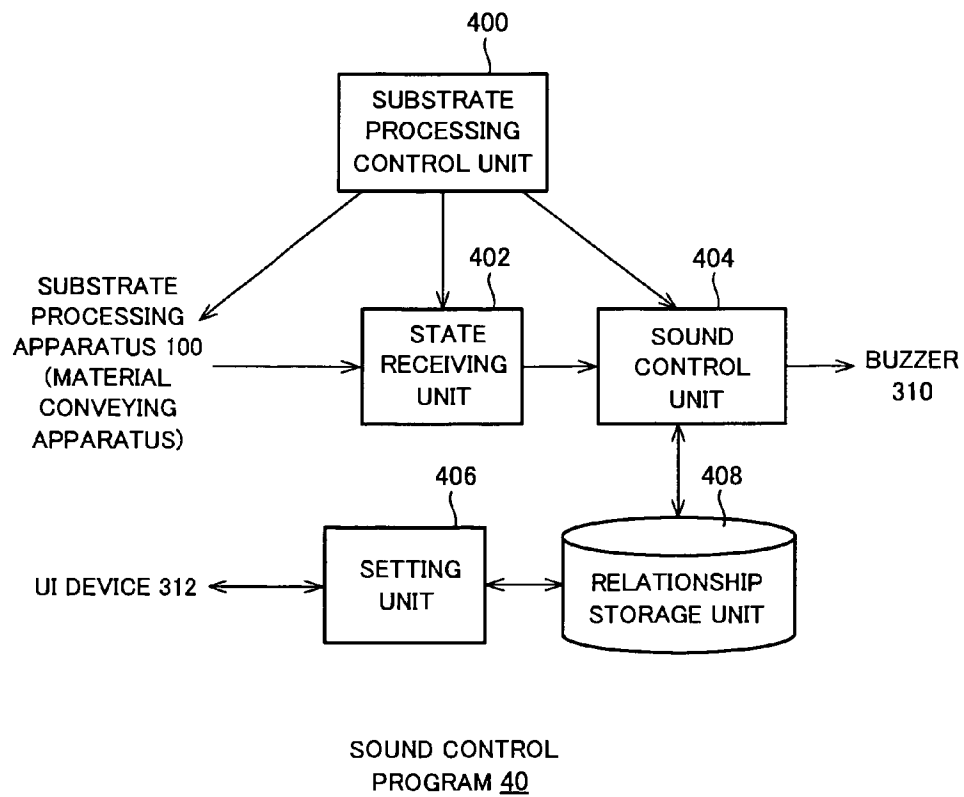 400
SUBSTRATE
PROCESSING
CONTROL UNIT
SUBSTRATE
PROCESSING
APPARATUS 100
(MATERIAL
CONVEYING
APPARATUS)
402
STATE
RECEIVING
UNIT
404
SOUND
CONTROL
UNIT
BUZZER
310
406
SETTING
UNIT
UI DEVICE 312
408
RELATIONSHIP
STORAGE UNIT
SOUND CONTROL
PROGRAM 40